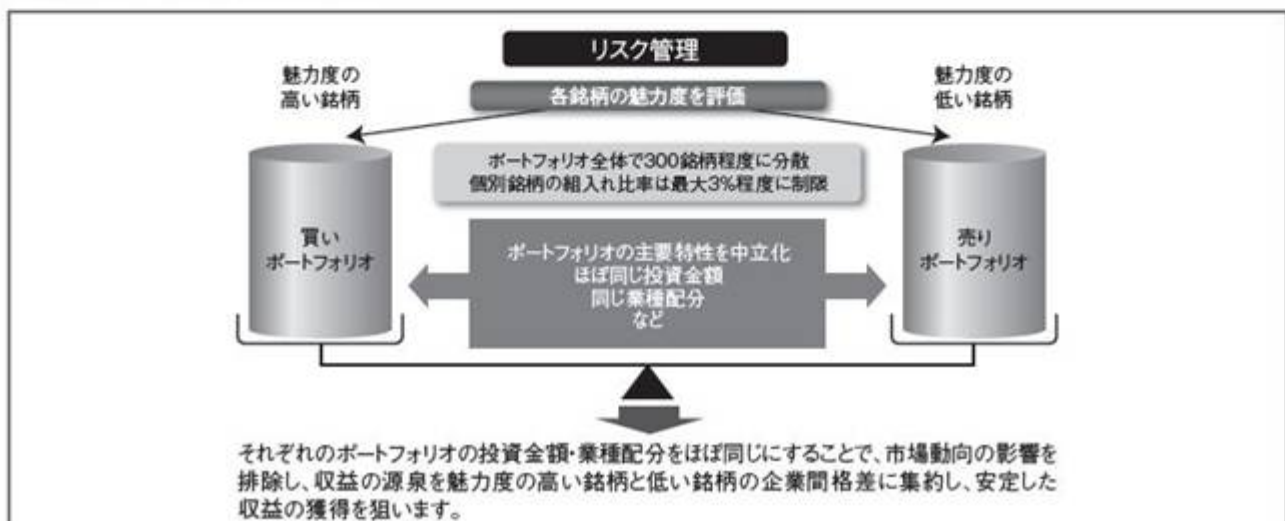 リスク管理
魅力度の
高い銘柄
各銘柄の魅力度を評価
魅力度の
低い銘柄
ポートフォリオ全体で300銘柄程度に分散
個別銘柄の組入れ比率は最大3%程度に制限
買い
ポートフォリオ
ポートフォリオの主要特性を中立化
ほぼ同じ投資金額
同じ業種配分
など
売り
ポートフォリオ
それぞれのポートフォリオの投資金額・業種配分をほぼ同じにすることで、市場動向の影響を
排除し、収益の源泉を魅力度の高い銘柄と低い銘柄の企業間格差に集約し、安定した
収益の獲得を狙います。